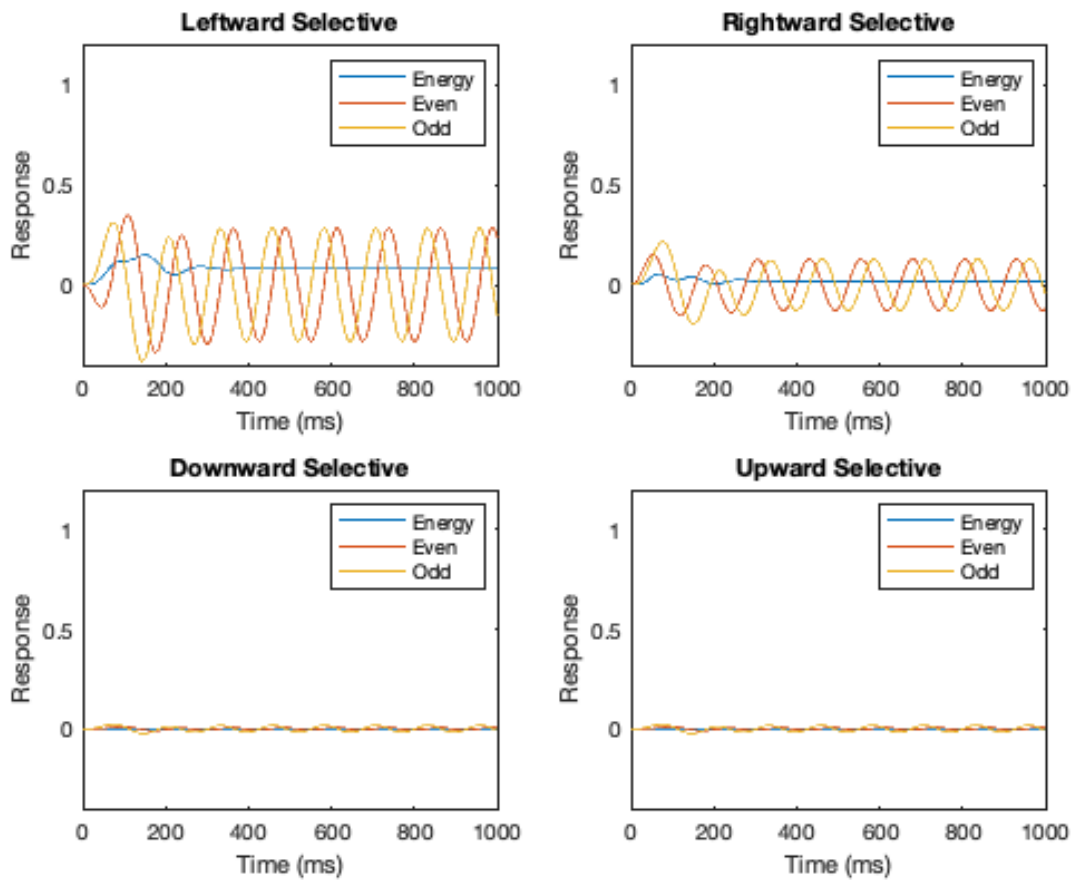 Leftward Selective
Response
1
0.5
0
Energy
Even
Odd
0 200 400 600 800 1000
Time (ms)
Rightward Selective
Response
1
0.5
0
Energy
Even
Odd
0 200 400 600 800 1000
Time (ms)
Downward Selective
Response
1
0.5
0
Energy
Even
Odd
0 200 400 600 800 1000
Time (ms)
Upward Selective
Response
1
0.5
0
Energy
Even
Odd
0 200 400 600 800 1000
Time (ms)